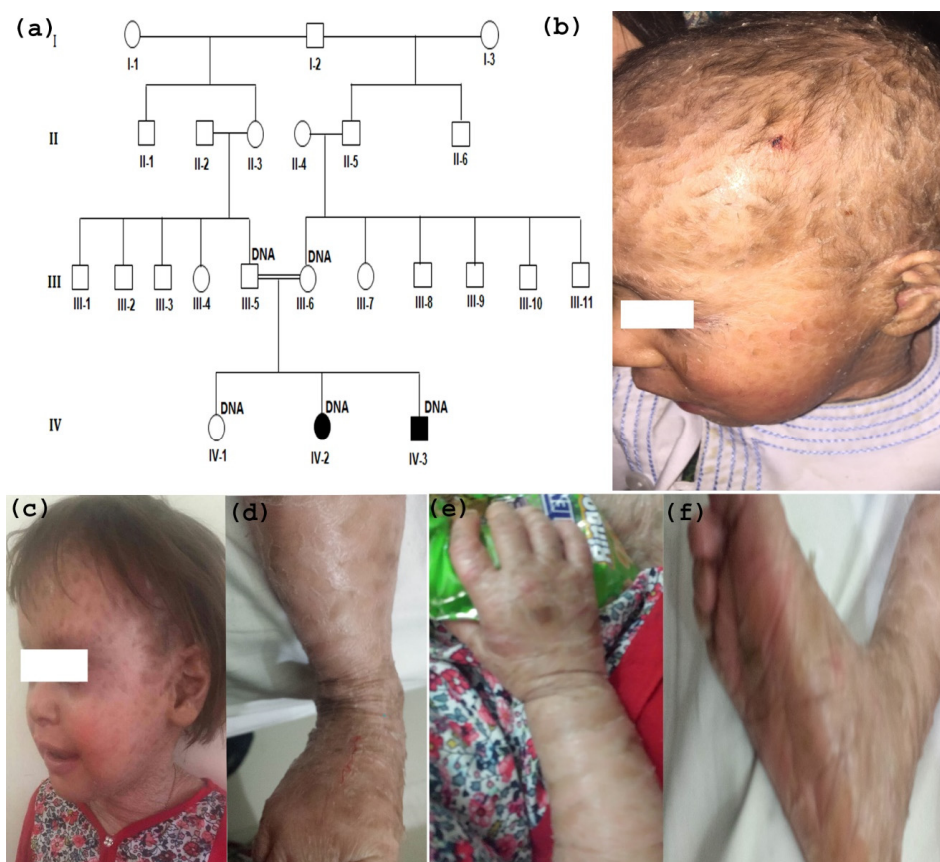 (a)
I
I-1
I-2
I-3
(b)
II
II-1
II-2
II-3
II-4
II-5
II-6
DNA
DNA
III
III-1
III-2
III-3
III-4
III-5
III-6
III-7
III-8
III-9
III-10
III-11
DNA
DNA
DNA
IV
IV-1
IV-2
IV-3
(c)
(d)
(e)
(f)